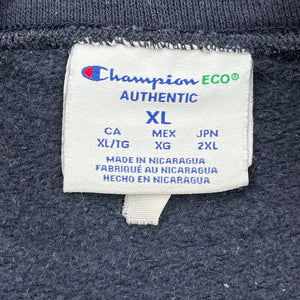 Champion ECO®
AUTHENTIC
XL
CA MEX JPN
XL/TG XG 2XL
MADE IN NICARAGUA
FABRIQUÉ AU NICARAGUA
HECHO EN NICARAGUA